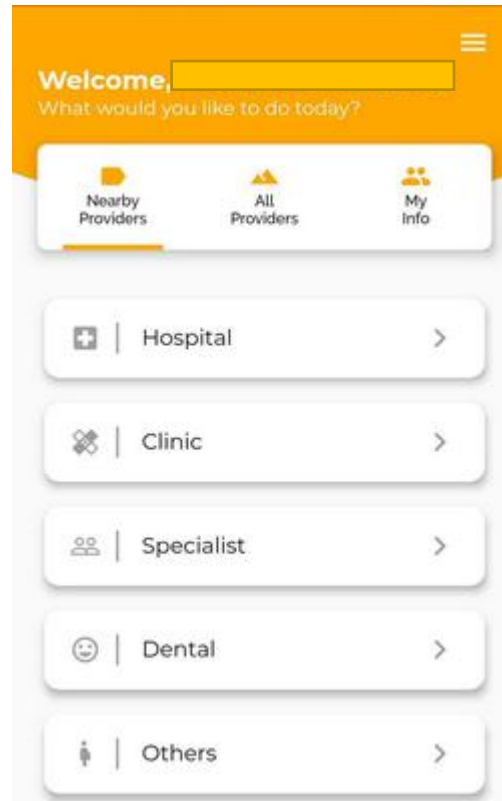 Welcome,
What would you like to do today?
Nearby
Providers
All
Providers
My
Info
Hospital
Clinic
Specialist
Dental
Others